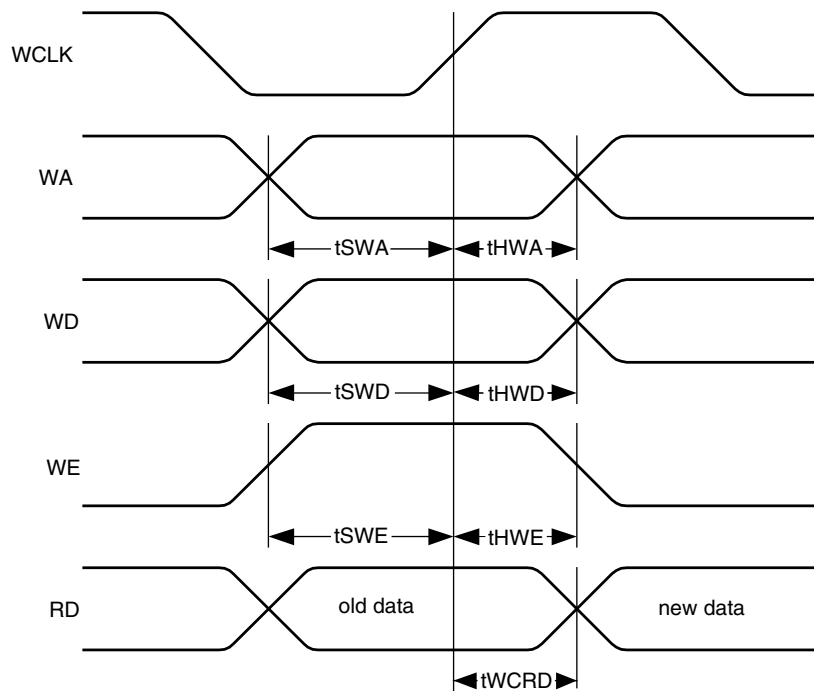 WCLK
WA
tSWA tHWA
WD
tSWD tHWD
WE
tSWE tHWE
RD old data new data
tWCRD